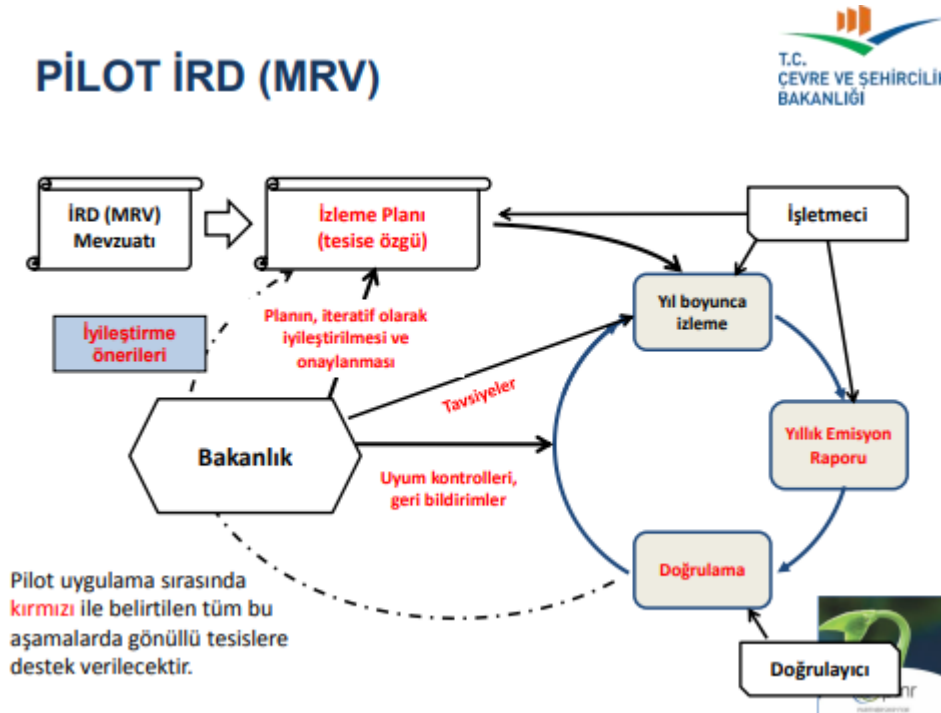 PİLOT İRD (MRV)
T.C.
ÇEVRE VE ŞEHİRCİLİK
BAKANLIĞI
İRD (MRV)
Mevzuatı
İzleme Planı
(tesise özgü)
İşletmeci
Yıl boyunca
izleme
İyileştirme
önerileri
Planın, iteratif olarak
iyileştirilmesi ve
onaylanması
Tavsiyeler
Bakanlık
Yıllık Emisyon
Raporu
Uyum kontrolleri,
geri bildirimler
Doğrulama
Pilot uygulama sırasında
kırmızı ile belirtilen tüm bu
aşamalarda gönüllü tesislere
destek verilecektir.
Doğrulayıcı